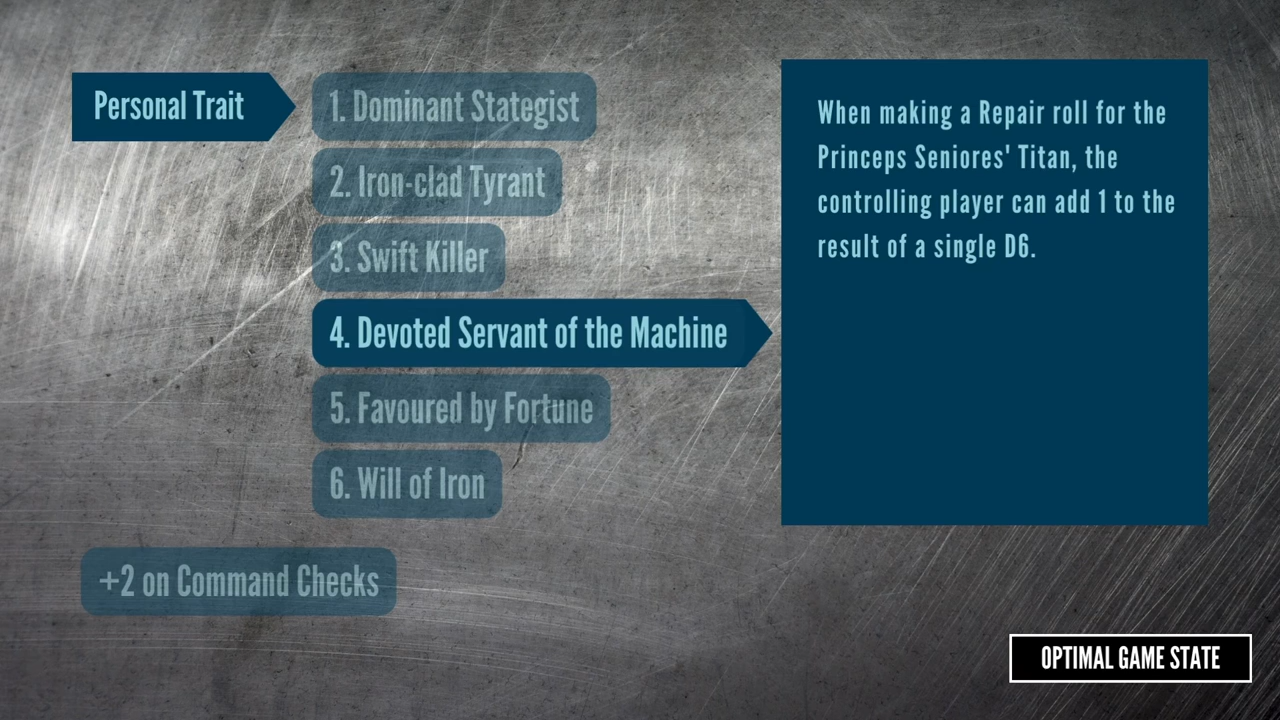 Personal Trait
1. Dominant Stategist
2. Iron-clad Tyrant
3. Swift Killer
4. Devoted Servant of the Machine
5. Favoured by Fortune
6. Will of Iron
+2 on Command Checks
When making a Repair roll for the
Princeps Seniores' Titan, the
controlling player can add 1 to the
result of a single D6.
OPTIMAL GAME STATE